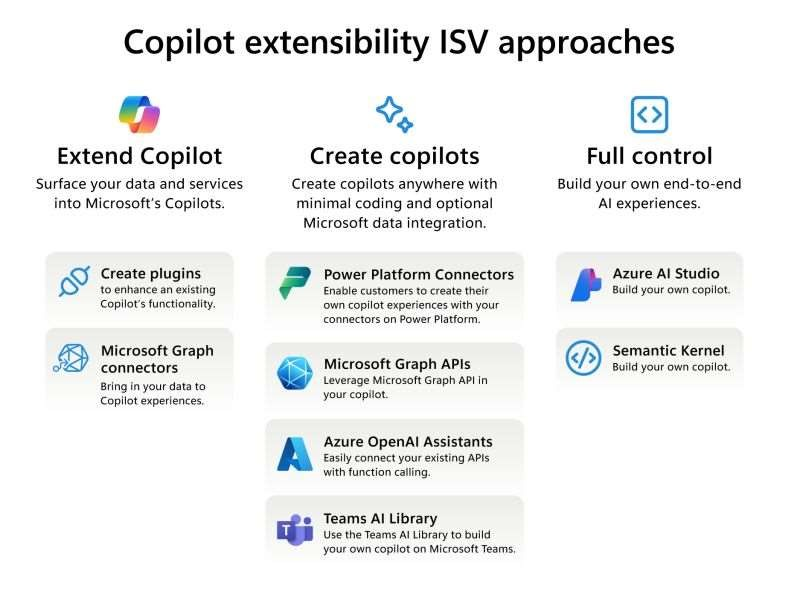 Copilot extensibility ISV approaches
Extend Copilot
Surface your data and services
into Microsoft's Copilots.
Create plugins
to enhance an existing
Copilot's functionality.
Microsoft Graph
connectors
Bring in your data to
Copilot experiences.
Create copilots
Create copilots anywhere with
minimal coding and optional
Microsoft data integration.
Power Platform Connectors
Enable customers to create their
own copilot experiences with your
connectors on Power Platform.
Microsoft Graph APIs
Leverage Microsoft Graph API in
your copilot.
Azure OpenAI Assistants
Easily connect your existing APIs
with function calling.
T
Teams AI Library
Use the Teams AI Library to build
your own copilot on Microsoft Teams.
Full control
Build your own end-to-end
AI experiences.
Azure AI Studio
Build your own copilot.
Semantic Kernel
Build your own copilot.